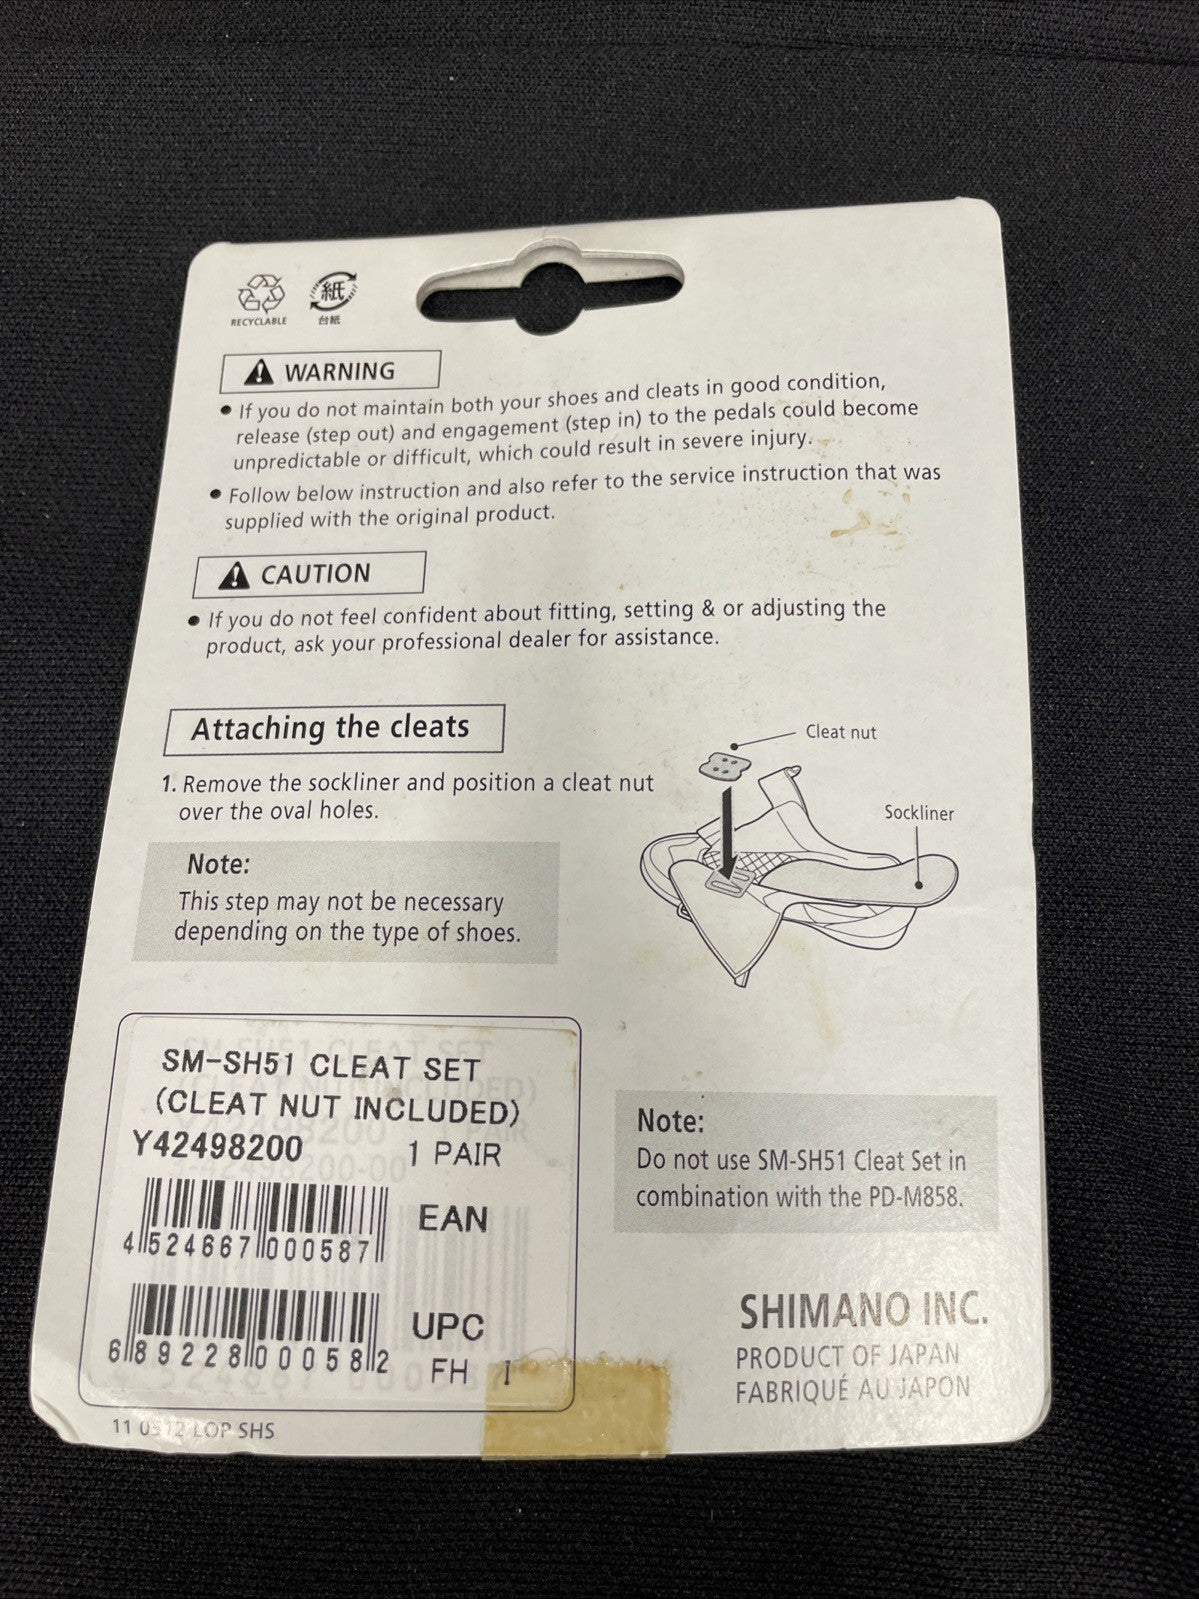 RECYCLABLE
紙
台紙
WARNING
● If you do not maintain both your shoes and cleats in good condition,
release (step out) and engagement (step in) to the pedals could become
unpredictable or difficult, which could result in severe injury.
● Follow below instruction and also refer to the service instruction that was
supplied with the original product.
CAUTION
● If you do not feel confident about fitting, setting & or adjusting the
product, ask your professional dealer for assistance.
Attaching the cleats
1. Remove the sockliner and position a cleat nut
over the oval holes.
Note:
This step may not be necessary
depending on the type of shoes.
Cleat nut
Sockliner
SM-SH51 CLEAT SET
(CLEAT NUT INCLUDED)
Y42498200 1 PAIR
EAN
4 524667 000587
UPC
6 89228 00058 2
FH I
11 0512 LOP SHS
Note:
Do not use SM-SH51 Cleat Set in
combination with the PD-M858.
SHIMANO INC.
PRODUCT OF JAPAN
FABRIQUÉ AU JAPON